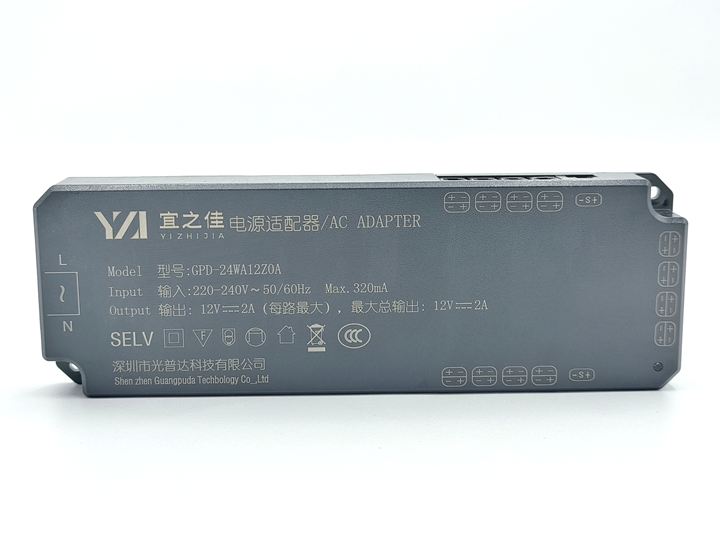 YZJ 宜之佳 电源适配器/AC ADAPTER
YIZHIJIA
L
Model 型号:GPD-24WA12Z0A
Input 输入:220-240V~50/60Hz Max.320mA
Output 输出: 12V⎓2A (每路最大), 最大总输出: 12V⎓2A
N
SELV F CCC
深圳市光普达科技有限公司
Shen zhen Guangpuda Techhology Co_,Ltd
-S+
-S+